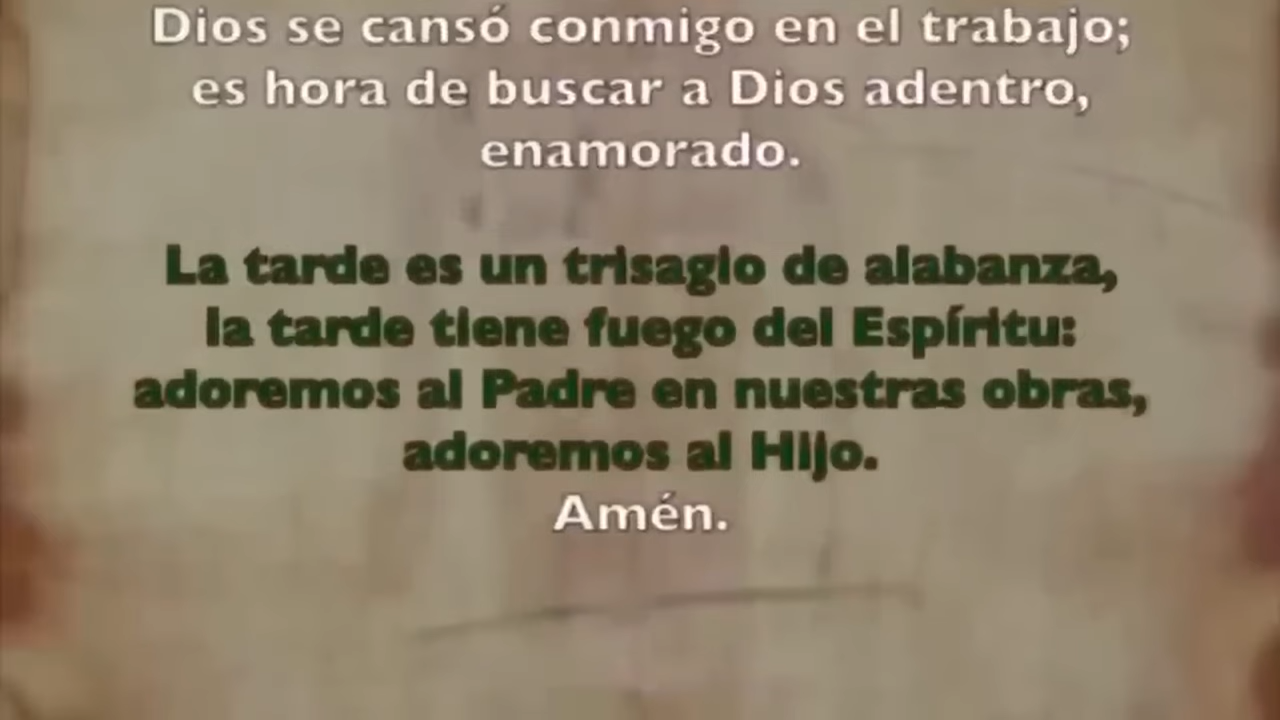 Dios se cansó conmigo en el trabajo;
es hora de buscar a Dios adentro,
enamorado.
La tarde es un trisagio de alabanza,
la tarde tiene fuego del Espíritu:
adoremos al Padre en nuestras obras,
adoremos al Hijo.
Amén.